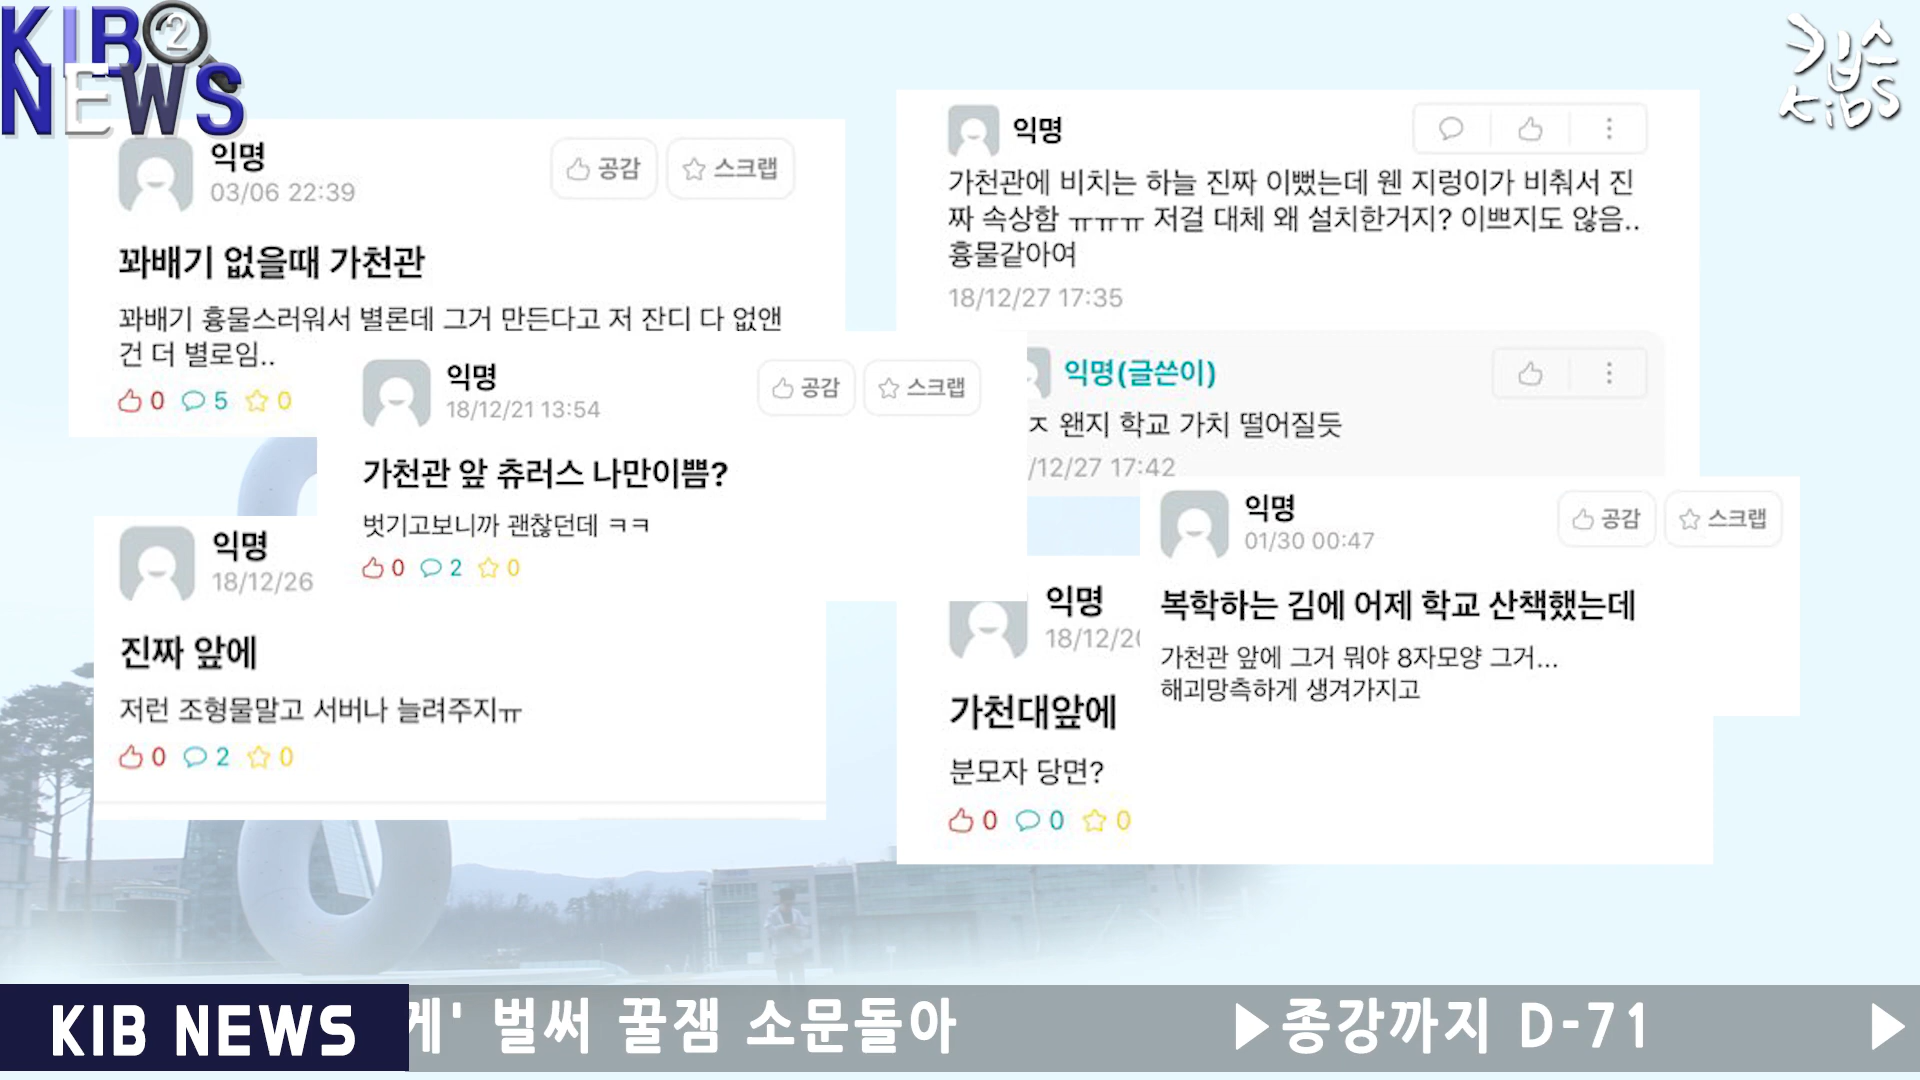 KIB 2
NEWS
키브스
KiBS
익명
03/06 22:39
공감
스크랩
꽈배기 없을때 가천관
꽈배기 흉물스러워서 별론데 그거 만든다고 저 잔디 다 없앤
건 더 별로임..
0 5 0
익명
18/12/21 13:54
공감
스크랩
가천관 앞 츄러스 나만이쁨?
벗기고보니까 괜찮던데 ㅋㅋ
0 2 0
익명
18/12/26
진짜 앞에
저런 조형물말고 서버나 늘려주지ㅠ
0 2 0
익명
가천관에 비치는 하늘 진짜 이뻤는데 웬 지렁이가 비춰서 진
짜 속상함 ㅠㅠㅠ 저걸 대체 왜 설치한거지? 이쁘지도 않음..
흉물같아여
18/12/27 17:35
익명(글쓴이)
ㅈ 왠지 학교 가치 떨어질듯
/12/27 17:42
익명
18/12/20
가천대앞에
분모자 당면?
0 0 0
익명
01/30 00:47
공감
스크랩
복학하는 김에 어제 학교 산책했는데
가천관 앞에 그거 뭐야 8자모양 그거...
해괴망측하게 생겨가지고
KIB NEWS
게' 벌써 꿀잼 소문돌아 ▶종강까지 D-71 ▶